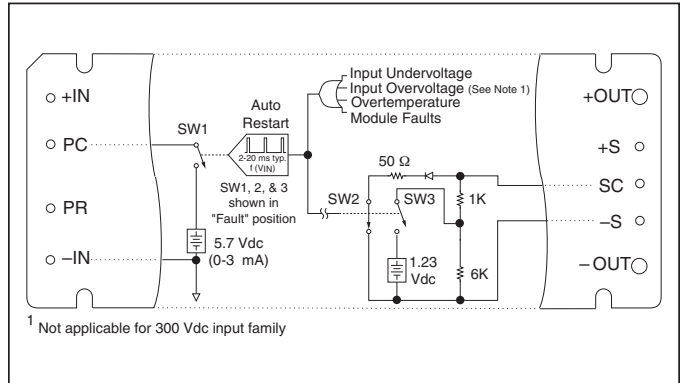 +IN
PC
PR
–IN
SW1
5.7 Vdc
(0-3 mA)
Auto
Restart
2-20 ms typ.
f (VIN)
SW1, 2, & 3
shown in
"Fault" position
Input Undervoltage
Input Overvoltage (See Note 1)
Overtemperature
Module Faults
50 Ω
SW2
SW3
1K
1.23
Vdc
6K
+OUT
+S
SC
–S
–OUT
1 Not applicable for 300 Vdc input family